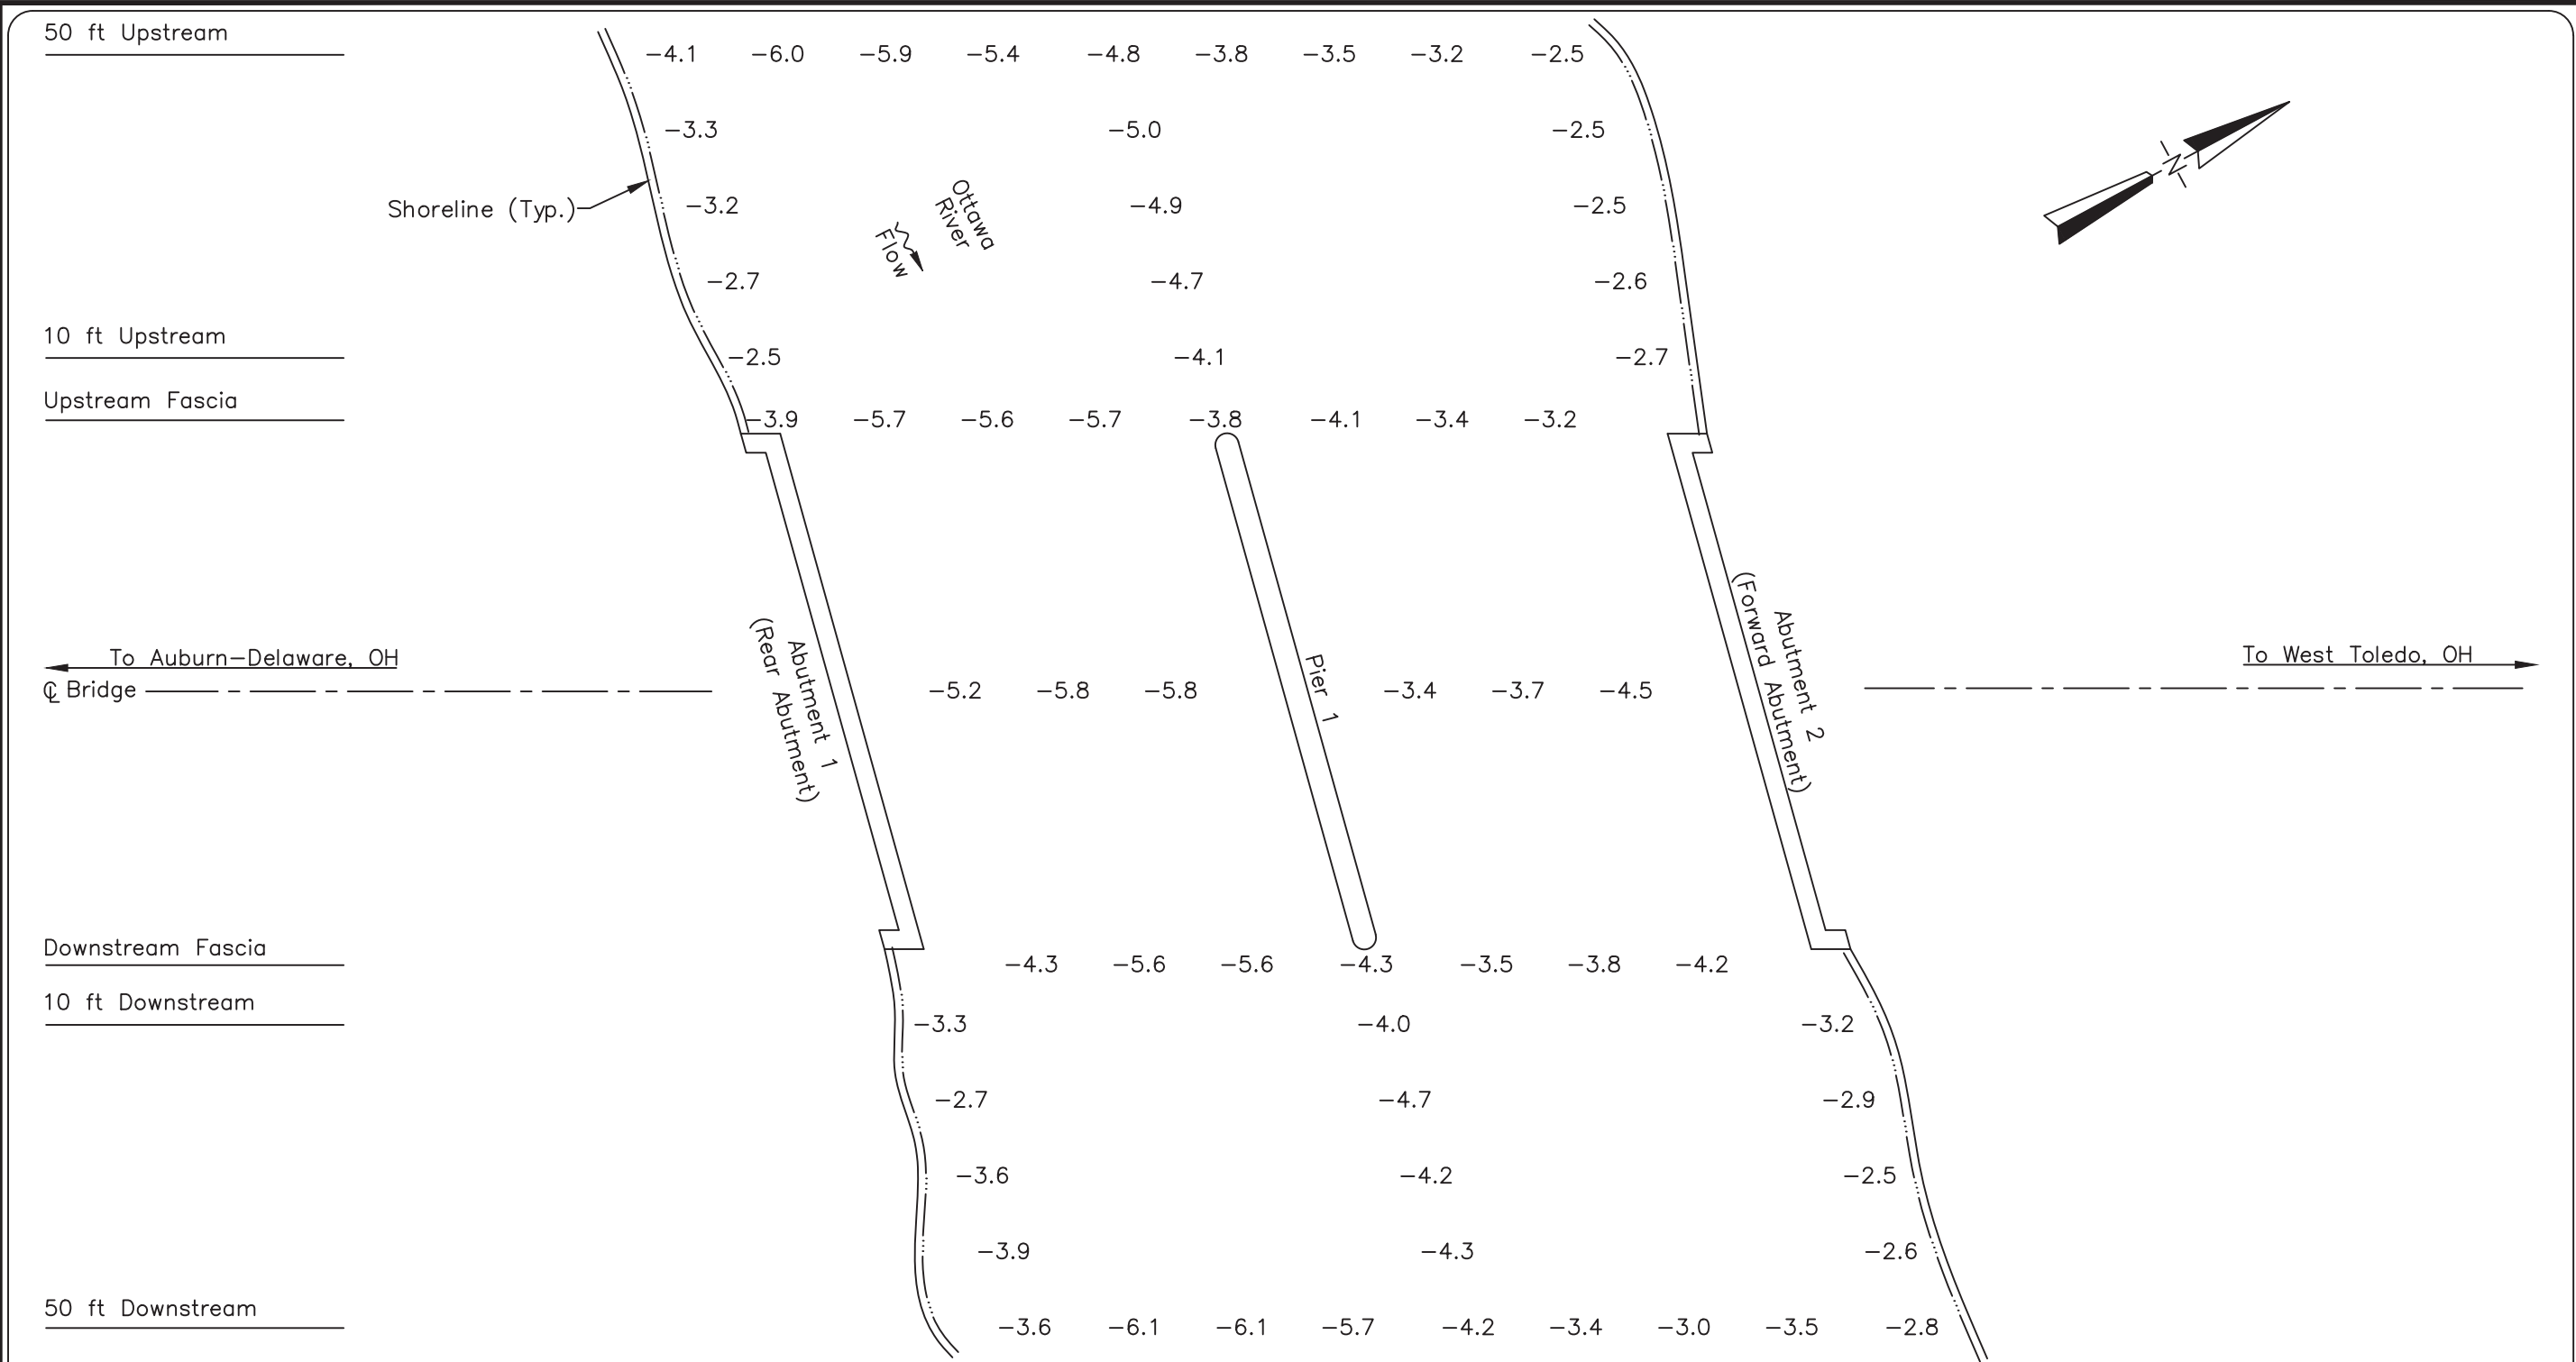 50 ft Upstream
-4.1 -6.0 -5.9 -5.4 -4.8 -3.8 -3.5 -3.2 -2.5
-3.3 -5.0 -2.5
Shoreline (Typ.)
-3.2 -4.9 -2.5
Ottawa
River
Flow
N
-2.7 -4.7 -2.6
10 ft Upstream
-2.5 -4.1 -2.7
Upstream Fascia
-3.9 -5.7 -5.6 -5.7 -3.8 -4.1 -3.4 -3.2
To Auburn-Delaware, OH
℄ Bridge
Abutment 1
(Rear Abutment)
-5.2 -5.8 -5.8
Pier 1
-3.4 -3.7 -4.5
Abutment 2
(Forward Abutment)
To West Toledo, OH
Downstream Fascia
-4.3 -5.6 -5.6 -4.3 -3.5 -3.8 -4.2
10 ft Downstream
-3.3 -4.0 -3.2
-2.7 -4.7 -2.9
-3.6 -4.2 -2.5
-3.9 -4.3 -2.6
50 ft Downstream
-3.6 -6.1 -6.1 -5.7 -4.2 -3.4 -3.0 -3.5 -2.8